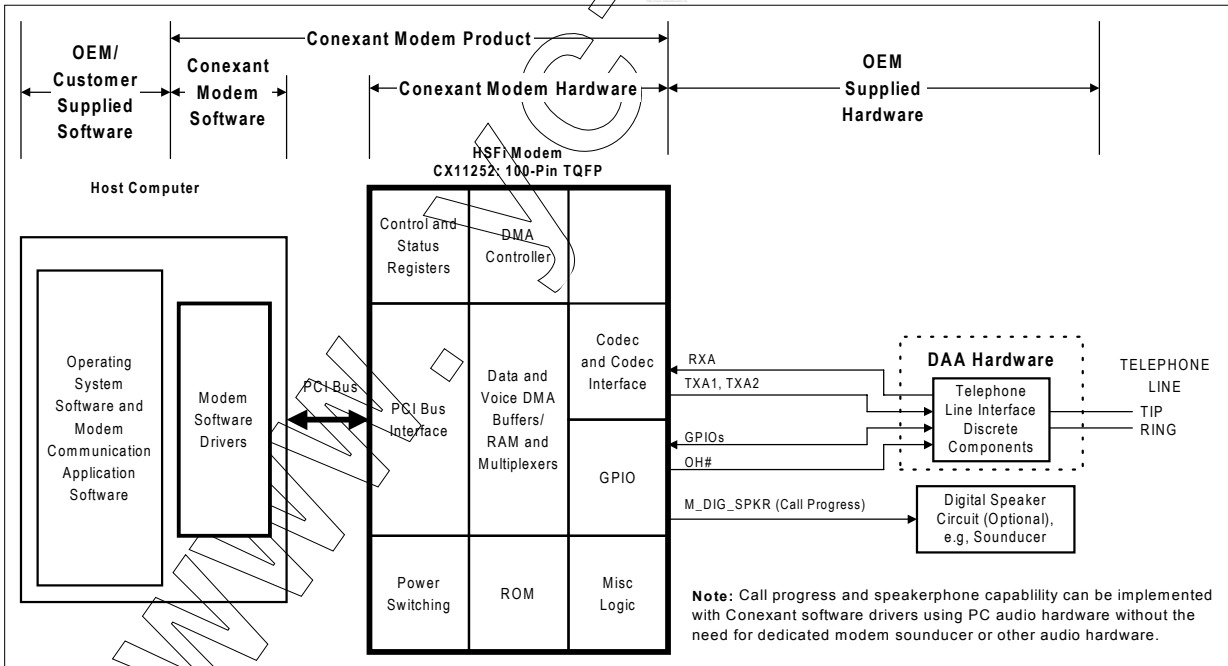 Conexant Modem Product
OEM/
Customer
Supplied
Software
Conexant
Modem
Software
Conexant Modem Hardware
OEM
Supplied
Hardware
HSFi Modem
CX11252: 100-Pin TQFP
Host Computer
Operating
System
Software and
Modem
Communication
Application
Software
Modem
Software
Drivers
PCI Bus
Control and
Status
Registers
DMA
Controller
PCI Bus
Interface
Data and
Voice DMA
Buffers/
RAM and
Multiplexers
Codec
and Codec
Interface
GPIO
Power
Switching
ROM
Misc
Logic
RXA
TXA1, TXA2
GPIOs
OH#
M_DIG_SPKR (Call Progress)
DAA Hardware
Telephone
Line Interface
Discrete
Components
TELEPHONE
LINE
TIP
RING
Digital Speaker
Circuit (Optional),
e.g, Sounducer
Note: Call progress and speakerphone capablility can be implemented
with Conexant software drivers using PC audio hardware without the
need for dedicated modem sounducer or other audio hardware.